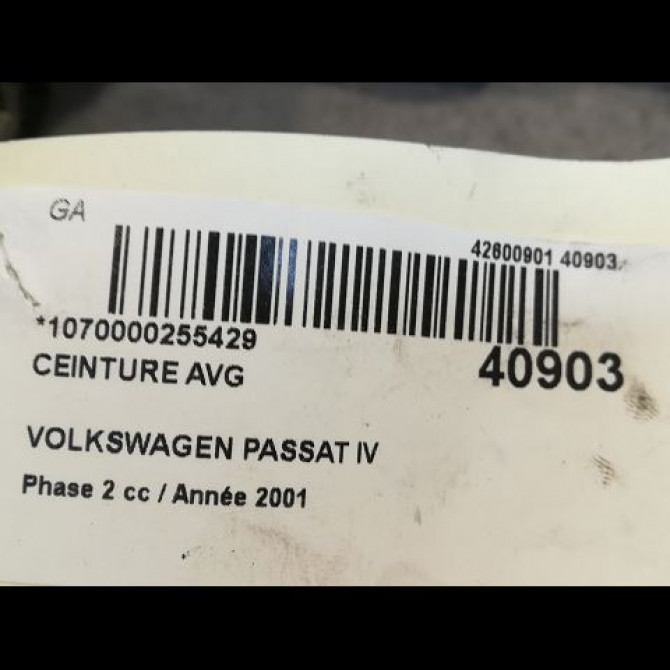 GA
42600901 40903
*1070000255429
40903
CEINTURE AVG
VOLKSWAGEN PASSAT IV
Phase 2 cc / Année 2001